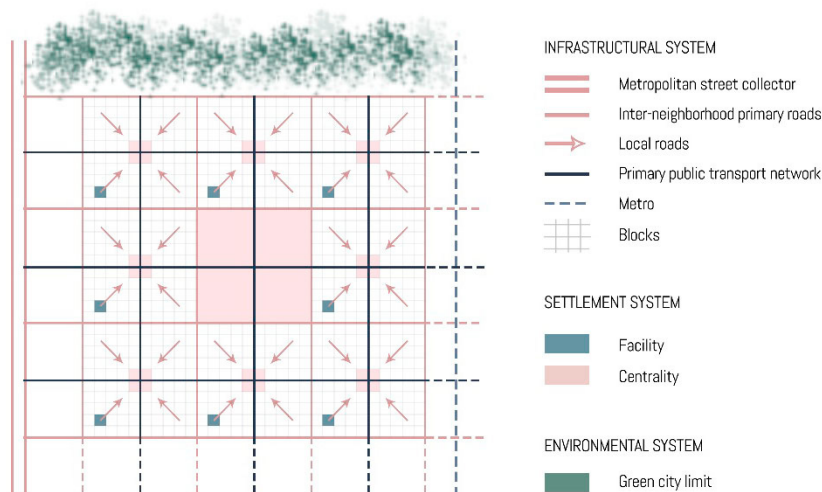 INFRASTRUCTURAL SYSTEM
Metropolitan street collector
Inter-neighborhood primary roads
Local roads
Primary public transport network
Metro
Blocks
SETTLEMENT SYSTEM
Facility
Centrality
ENVIRONMENTAL SYSTEM
Green city limit